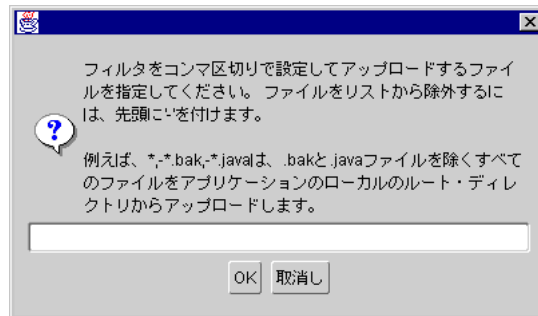 フィルタをコンマ区切りで設定してアップロードするファイ
ルを指定してください。 ファイルをリストから除外するに
は、先頭に'-'を付けます。
例えば、*,-*.bak,-*.javaは、.bakと.javaファイルを除くすべて
のファイルをアプリケーションのローカルのルート・ディレ
クトリからアップロードします。
OK 取消し